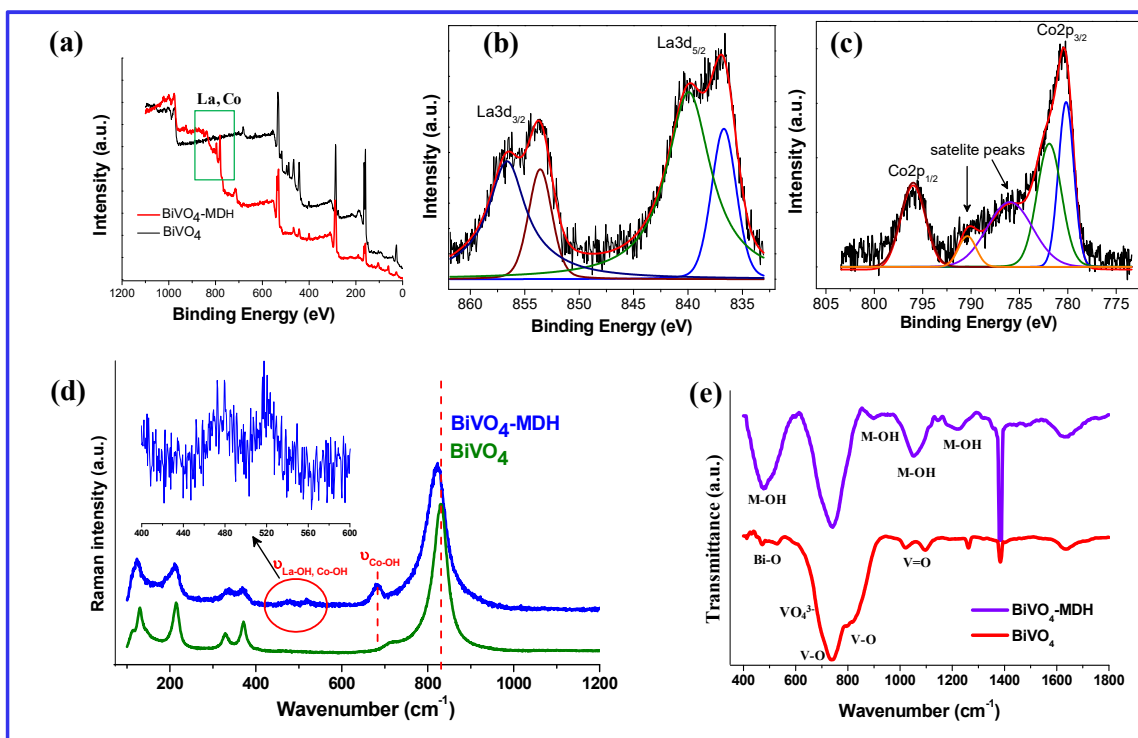 (a)
La, Co
Intensity (a.u.)
BiVO4-MDH
BiVO4
1200 1000 800 600 400 200 0
Binding Energy (eV)
(b)
La3d5/2
La3d3/2
Intensity (a.u.)
860 855 850 845 840 835
Binding Energy (eV)
(c)
Co2p3/2
satelite peaks
Co2p1/2
Intensity (a.u.)
805 800 795 790 785 780 775
Binding Energy (eV)
(d)
BiVO4-MDH
BiVO4
400 440 480 520 560 600
υLa-OH, Co-OH
υCo-OH
Raman intensity (a.u.)
200 400 600 800 1000 1200
Wavenumber (cm-1)
(e)
M-OH
M-OH
M-OH
M-OH
Bi-O
V=O
VO43-
V-O
V-O
BiVO4-MDH
BiVO4
Transmittance (a.u.)
400 600 800 1000 1200 1400 1600 1800
Wavenumber (cm-1)